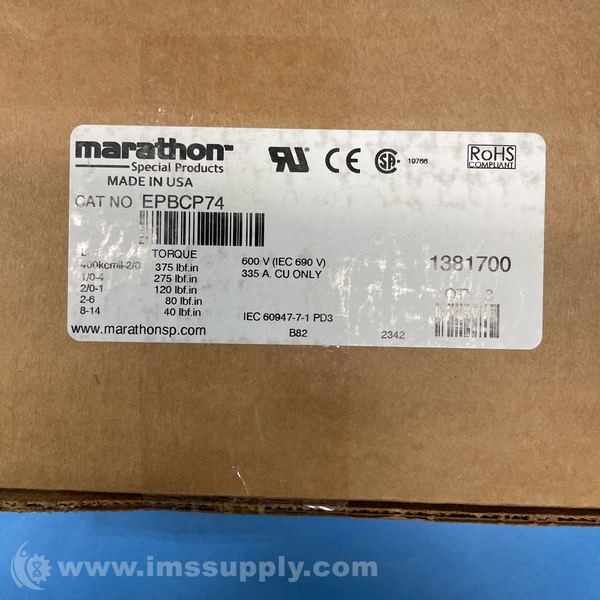 marathon™
Special Products
MADE IN USA
CE
19766
RoHS
COMPLIANT
CAT NO EPBCP74
TORQUE
400kcmil-2/0 375 lbf.in
1/0-4 275 lbf.in
2/0-1 120 lbf.in
2-6 80 lbf.in
8-14 40 lbf.in
600 V (IEC 690 V)
335 A. CU ONLY
1381700
IEC 60947-7-1 PD3
www.marathonsp.com
B82
2342
www.imssupply.com